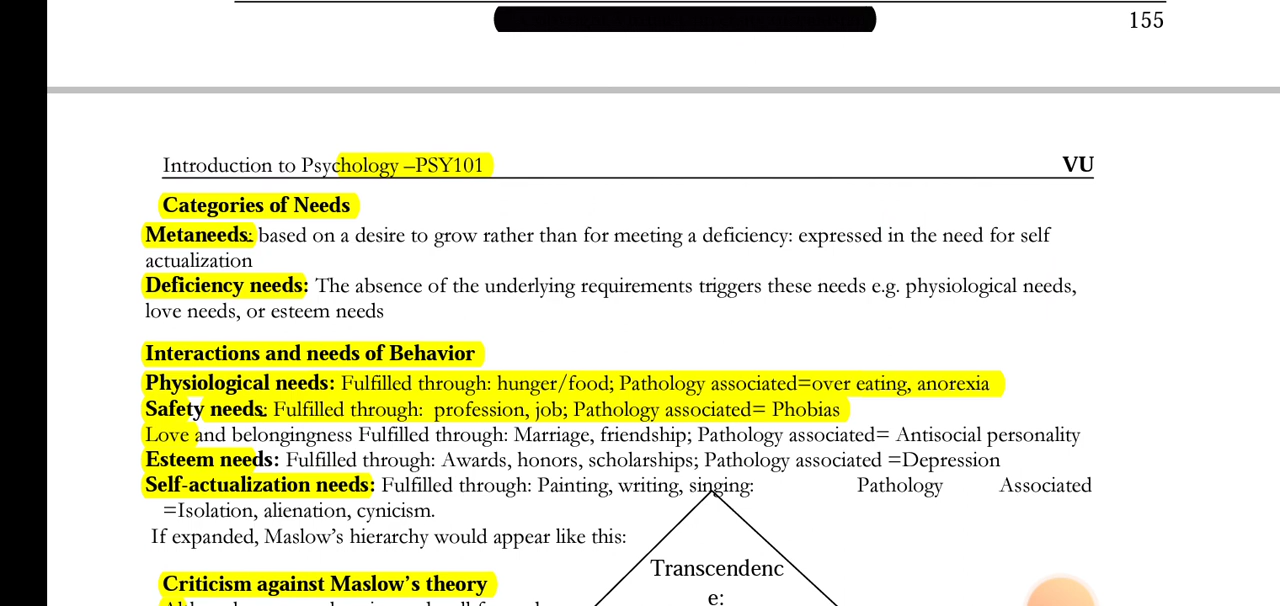 155
Introduction to Psychology –PSY101 VU
Categories of Needs
Metaneeds: based on a desire to grow rather than for meeting a deficiency: expressed in the need for self
actualization
Deficiency needs: The absence of the underlying requirements triggers these needs e.g. physiological needs,
love needs, or esteem needs
Interactions and needs of Behavior
Physiological needs: Fulfilled through: hunger/food; Pathology associated=over eating, anorexia
Safety needs: Fulfilled through: profession, job; Pathology associated= Phobias
Love and belongingness Fulfilled through: Marriage, friendship; Pathology associated= Antisocial personality
Esteem needs: Fulfilled through: Awards, honors, scholarships; Pathology associated =Depression
Self-actualization needs: Fulfilled through: Painting, writing, singing: Pathology Associated
=Isolation, alienation, cynicism.
If expanded, Maslow’s hierarchy would appear like this:
Transcendenc
e:
Criticism against Maslow’s theory